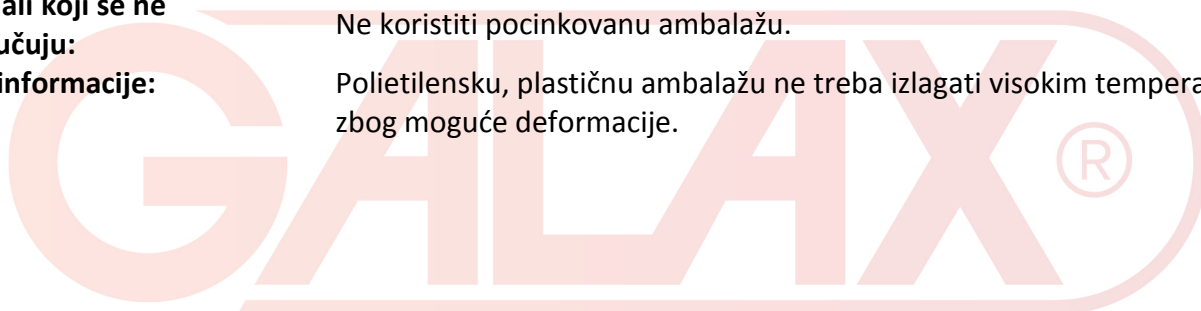 ali koji se ne
učuju:
Ne koristiti pocinkovanu ambalažu.
informacije:
Polietilensku, plastičnu ambalažu ne treba izlagati visokim tempera
zbog moguće deformacije.
GALAX ®